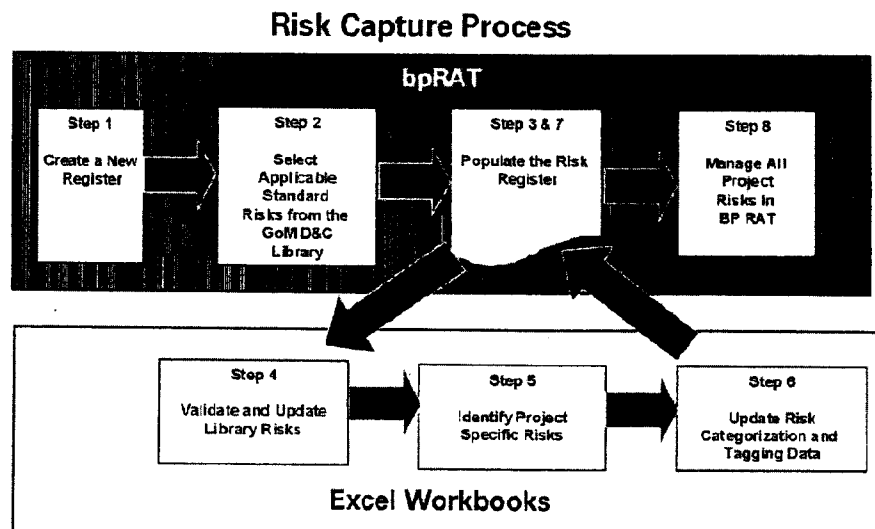 Risk Capture Process
bpRAT
Step 1
Create a New
Register
Step 2
Select
Applicable
Standard
Risks from the
GoM D&C
Library
Step 3 & 7
Populate the Risk
Register
Step 8
Manage All
Project
Risks in
BP RAT
Step 4
Validate and Update
Library Risks
Step 5
Identify Project
Specific Risks
Step 6
Update Risk
Categorization and
Tagging Data
Excel Workbooks